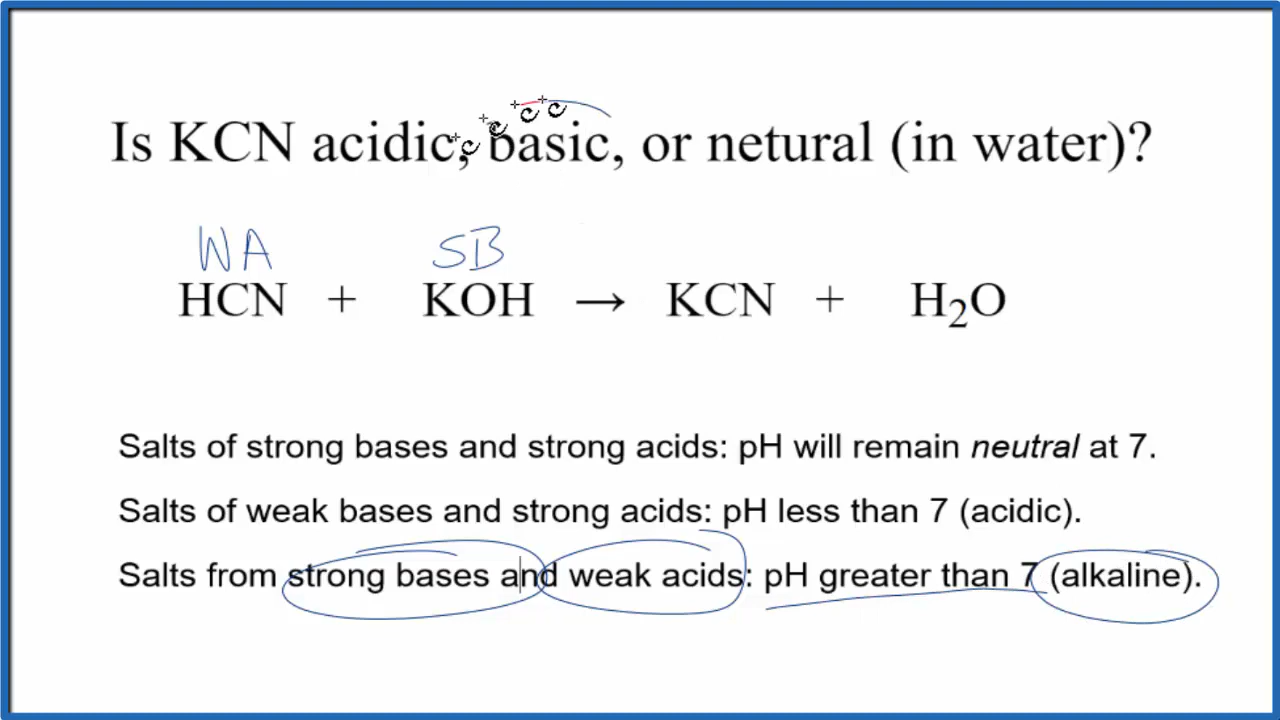 Is KCN acidic, basic, or netural (in water)?
WA SB
HCN + KOH → KCN + H₂O
Salts of strong bases and strong acids: pH will remain neutral at 7.
Salts of weak bases and strong acids: pH less than 7 (acidic).
Salts from strong bases and weak acids: pH greater than 7 (alkaline).